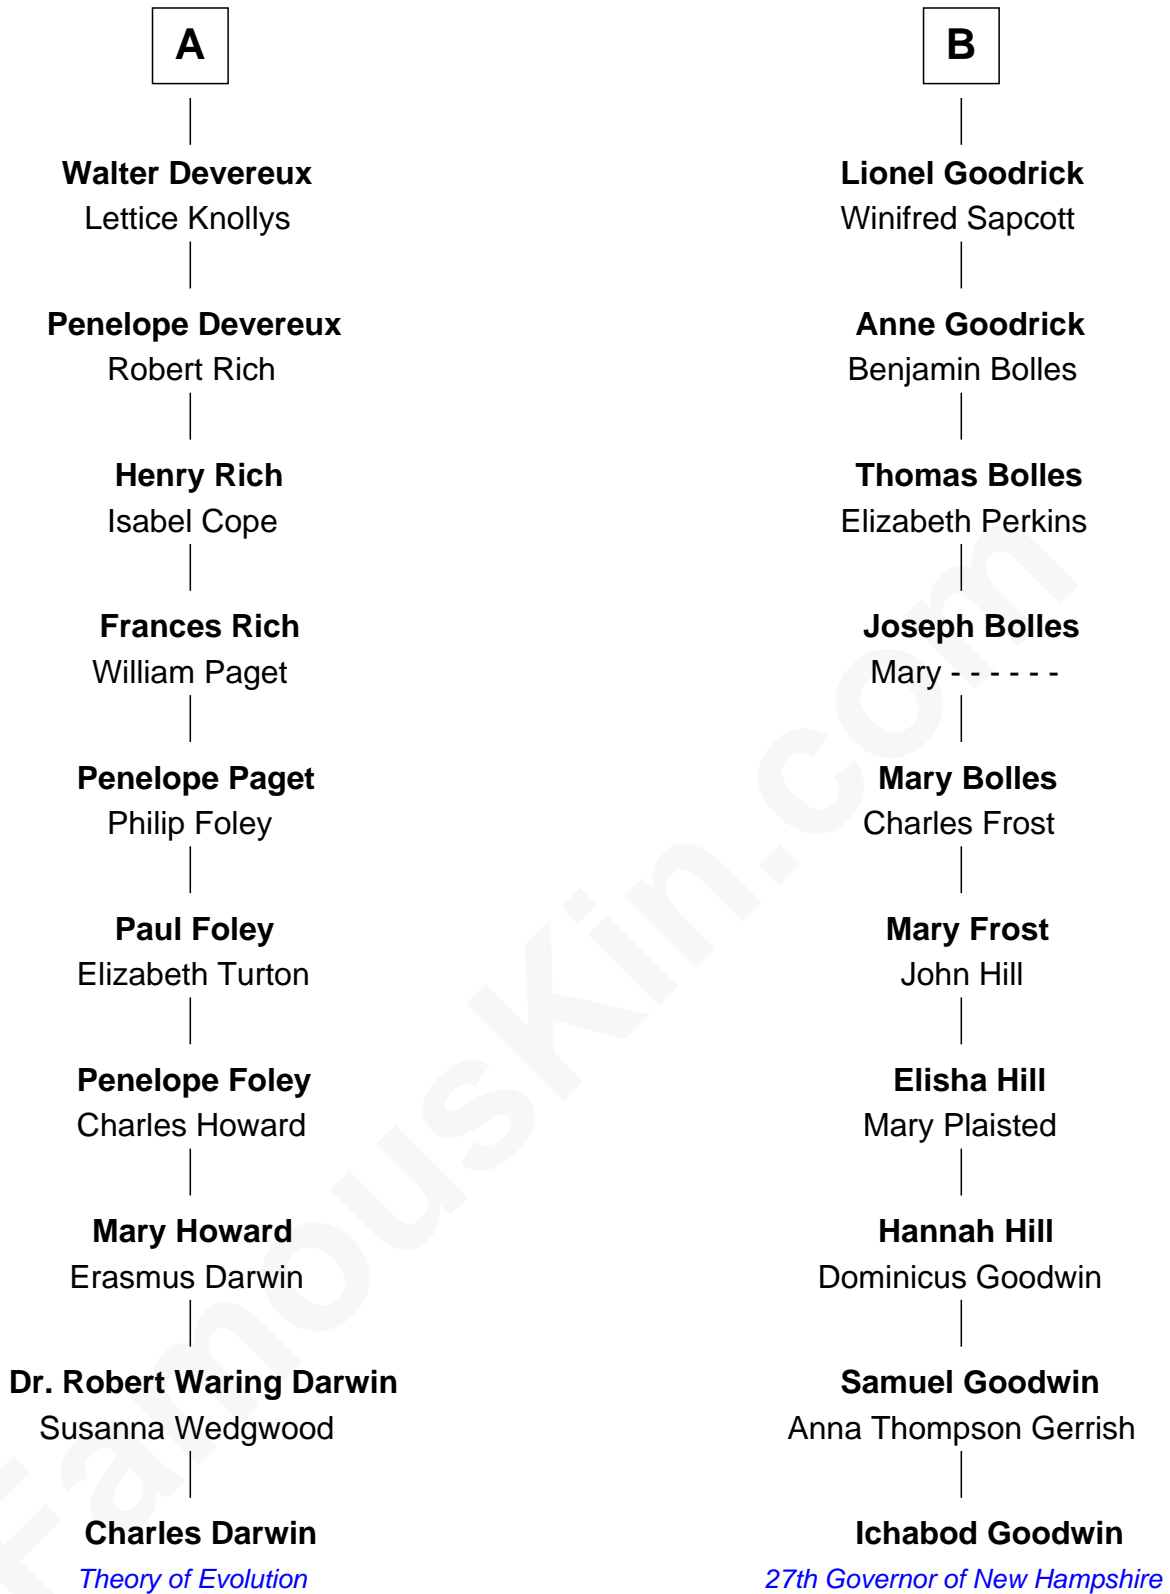 A
Walter Devereux
Lettice Knollys
Penelope Devereux
Robert Rich
Henry Rich
Isabel Cope
Frances Rich
William Paget
Penelope Paget
Philip Foley
Paul Foley
Elizabeth Turton
Penelope Foley
Charles Howard
Mary Howard
Erasmus Darwin
Dr. Robert Waring Darwin
Susanna Wedgwood
Charles Darwin
Theory of Evolution
B
Lionel Goodrick
Winifred Sapcott
Anne Goodrick
Benjamin Bolles
Thomas Bolles
Elizabeth Perkins
Joseph Bolles
Mary - - - - - -
Mary Bolles
Charles Frost
Mary Frost
John Hill
Elisha Hill
Mary Plaisted
Hannah Hill
Dominicus Goodwin
Samuel Goodwin
Anna Thompson Gerrish
Ichabod Goodwin
27th Governor of New Hampshire
FamousKin.com